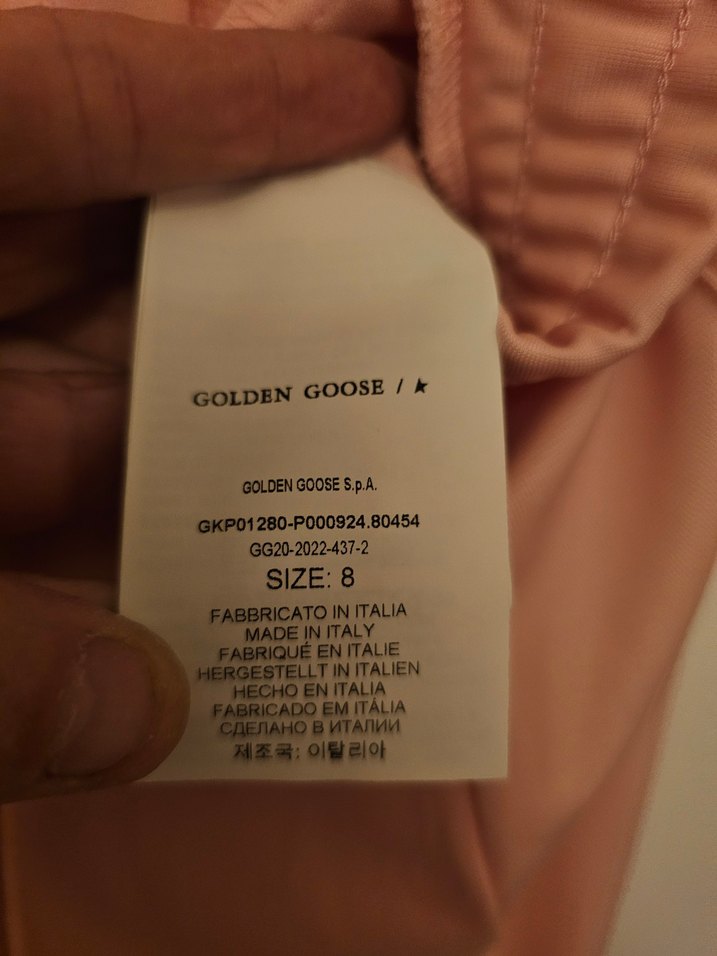 GOLDEN GOOSE / ★
GOLDEN GOOSE S.p.A.
GKP01280-P000924.80454
GG20-2022-437-2
SIZE: 8
FABBRICATO IN ITALIA
MADE IN ITALY
FABRIQUÉ EN ITALIE
HERGESTELLT IN ITALIEN
HECHO EN ITALIA
FABRICADO EM ITÁLIA
СДЕЛАНО В ИТАЛИИ
제조국: 이탈리아